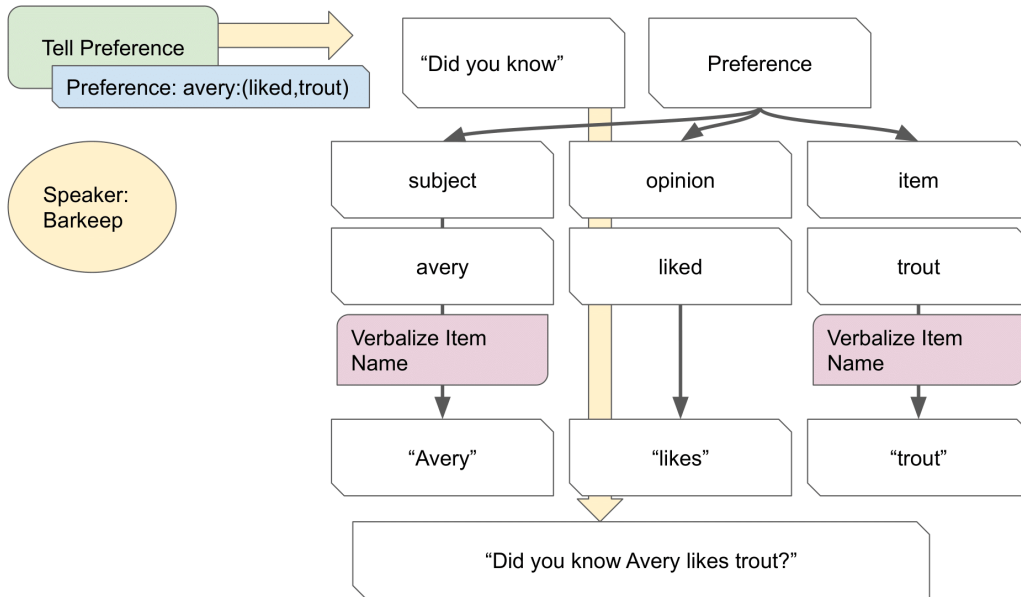 Tell Preference
Preference: avery:(liked,trout)
“Did you know”
Preference
Speaker:
Barkeep
subject
opinion
item
avery
liked
trout
Verbalize Item
Name
Verbalize Item
Name
“Avery”
“likes”
“trout”
“Did you know Avery likes trout?”